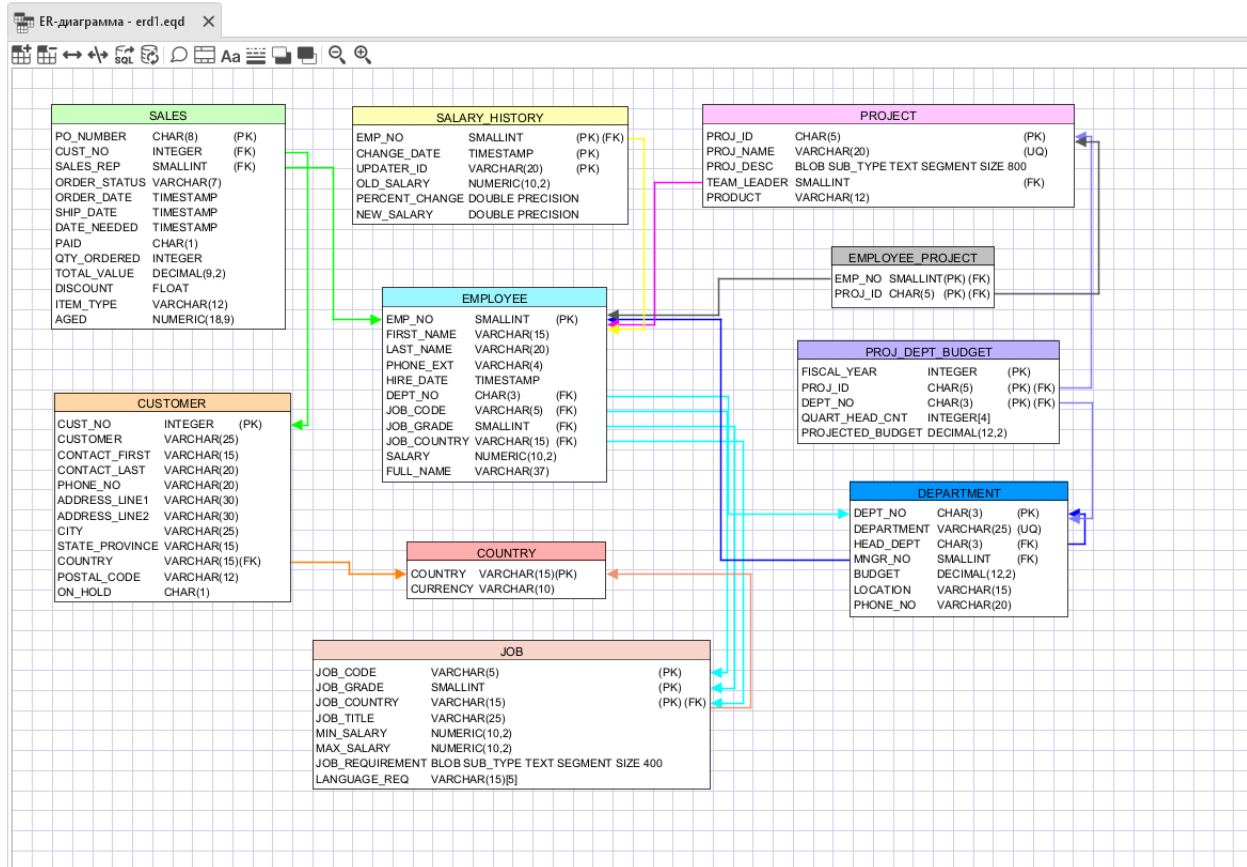 ER-диаграмма - erd1.eqd
SQL Aa
SALES
PO_NUMBER CHAR(8) (PK)
CUST_NO INTEGER (FK)
SALES_REP SMALLINT (FK)
ORDER_STATUS VARCHAR(7)
ORDER_DATE TIMESTAMP
SHIP_DATE TIMESTAMP
DATE_NEEDED TIMESTAMP
PAID CHAR(1)
QTY_ORDERED INTEGER
TOTAL_VALUE DECIMAL(9,2)
DISCOUNT FLOAT
ITEM_TYPE VARCHAR(12)
AGED NUMERIC(18,9)
SALARY_HISTORY
EMP_NO SMALLINT (PK) (FK)
CHANGE_DATE TIMESTAMP (PK)
UPDATER_ID VARCHAR(20) (PK)
OLD_SALARY NUMERIC(10,2)
PERCENT_CHANGE DOUBLE PRECISION
NEW_SALARY DOUBLE PRECISION
PROJECT
PROJ_ID CHAR(5) (PK)
PROJ_NAME VARCHAR(20) (UQ)
PROJ_DESC BLOB SUB_TYPE TEXT SEGMENT SIZE 800
TEAM_LEADER SMALLINT (FK)
PRODUCT VARCHAR(12)
EMPLOYEE_PROJECT
EMP_NO SMALLINT(PK) (FK)
PROJ_ID CHAR(5) (PK) (FK)
EMPLOYEE
EMP_NO SMALLINT (PK)
FIRST_NAME VARCHAR(15)
LAST_NAME VARCHAR(20)
PHONE_EXT VARCHAR(4)
HIRE_DATE TIMESTAMP
DEPT_NO CHAR(3) (FK)
JOB_CODE VARCHAR(5) (FK)
JOB_GRADE SMALLINT (FK)
JOB_COUNTRY VARCHAR(15) (FK)
SALARY NUMERIC(10,2)
FULL_NAME VARCHAR(37)
PROJ_DEPT_BUDGET
FISCAL_YEAR INTEGER (PK)
PROJ_ID CHAR(5) (PK) (FK)
DEPT_NO CHAR(3) (PK) (FK)
QUART_HEAD_CNT INTEGER[4]
PROJECTED_BUDGET DECIMAL(12,2)
CUSTOMER
CUST_NO INTEGER (PK)
CUSTOMER VARCHAR(25)
CONTACT_FIRST VARCHAR(15)
CONTACT_LAST VARCHAR(20)
PHONE_NO VARCHAR(20)
ADDRESS_LINE1 VARCHAR(30)
ADDRESS_LINE2 VARCHAR(30)
CITY VARCHAR(25)
STATE_PROVINCE VARCHAR(15)
COUNTRY VARCHAR(15)(FK)
POSTAL_CODE VARCHAR(12)
ON_HOLD CHAR(1)
DEPARTMENT
DEPT_NO CHAR(3) (PK)
DEPARTMENT VARCHAR(25) (UQ)
HEAD_DEPT CHAR(3) (FK)
MNGR_NO SMALLINT (FK)
BUDGET DECIMAL(12,2)
LOCATION VARCHAR(15)
PHONE_NO VARCHAR(20)
COUNTRY
COUNTRY VARCHAR(15)(PK)
CURRENCY VARCHAR(10)
JOB
JOB_CODE VARCHAR(5) (PK)
JOB_GRADE SMALLINT (PK)
JOB_COUNTRY VARCHAR(15) (PK) (FK)
JOB_TITLE VARCHAR(25)
MIN_SALARY NUMERIC(10,2)
MAX_SALARY NUMERIC(10,2)
JOB_REQUIREMENT BLOB SUB_TYPE TEXT SEGMENT SIZE 400
LANGUAGE_REQ VARCHAR(15)[5]